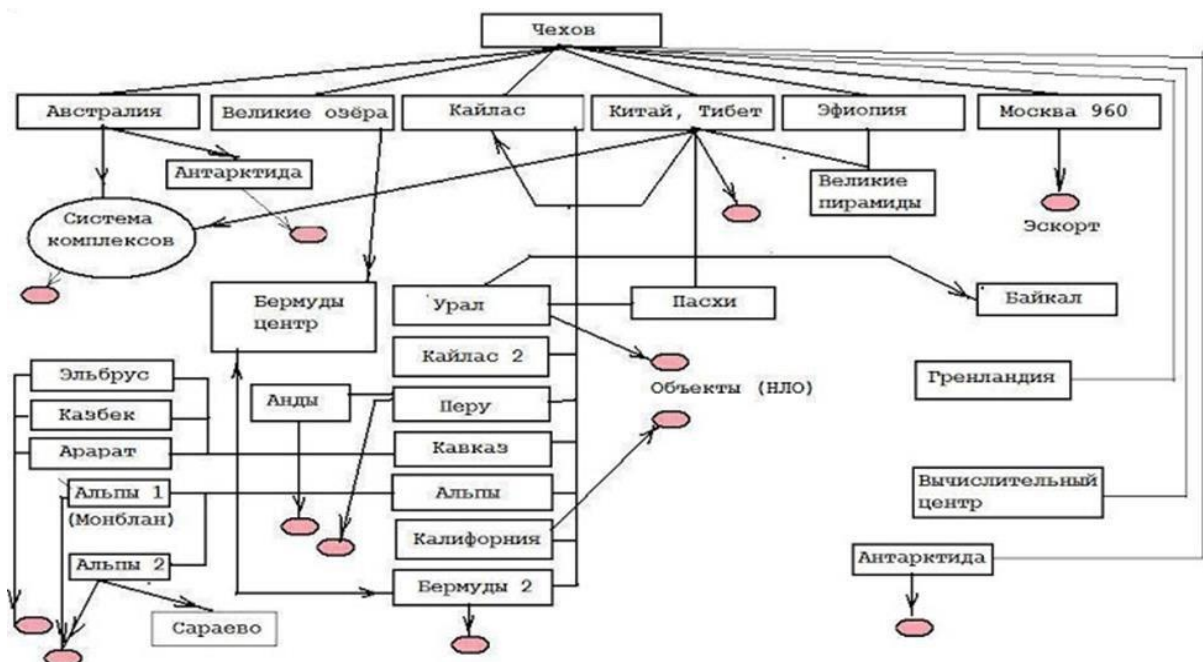 Чехов
Австралия
Великие озёра
Кайлас
Китай, Тибет
Эфиопия
Москва 960
Антарктида
Великие
пирамиды
Система
комплексов
Эскорт
Бермуды
центр
Урал
Пасхи
Байкал
Кайлас 2
Эльбрус
Объекты (НЛО)
Гренландия
Анды
Перу
Казбек
Арарат
Кавказ
Альпы 1
(Монблан)
Альпы
Вычислительный
центр
Калифорния
Альпы 2
Антарктида
Бермуды 2
Сараево